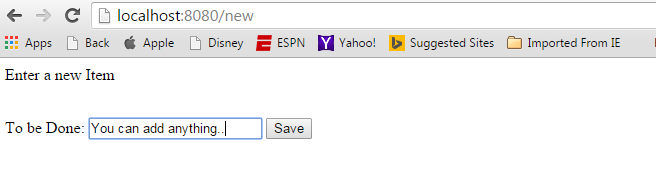 localhost:8080/new
Apps Back Apple Disney ESPN Yahoo! Suggested Sites Imported From IE
Enter a new Item
To be Done: You can add anything.. Save